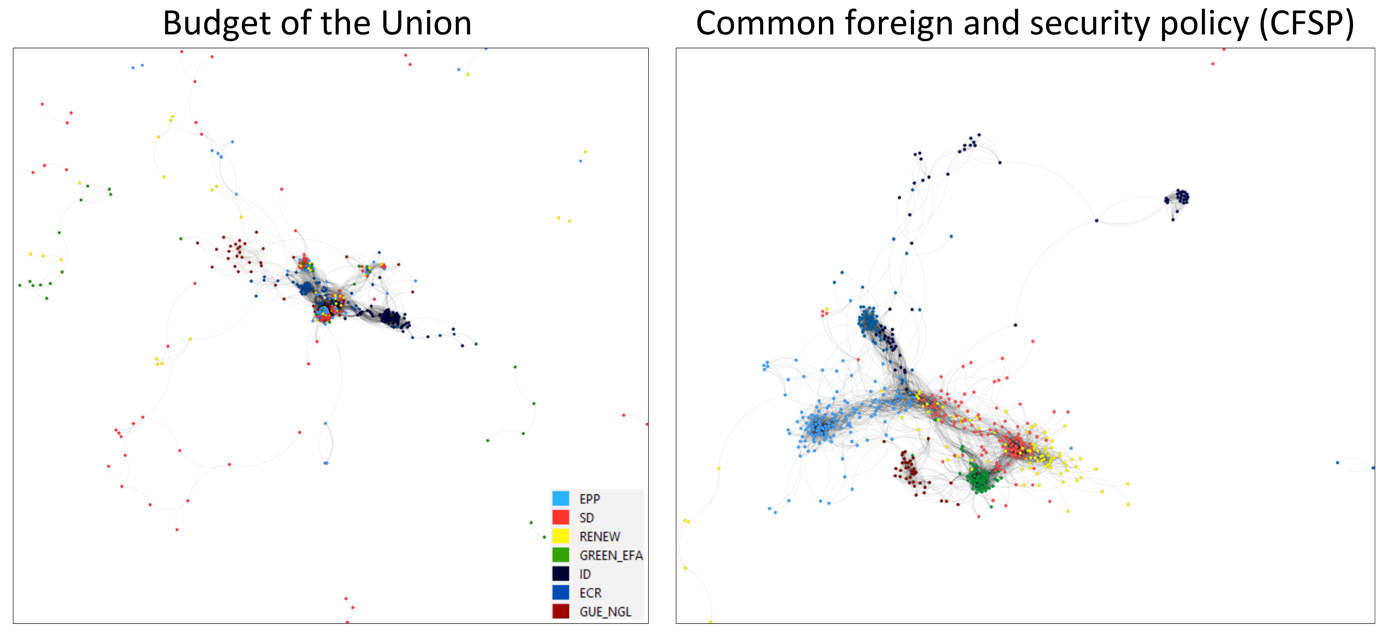 Budget of the Union
Common foreign and security policy (CFSP)
EPP
SD
RENEW
GREEN_EFA
ID
ECR
GUE_NGL